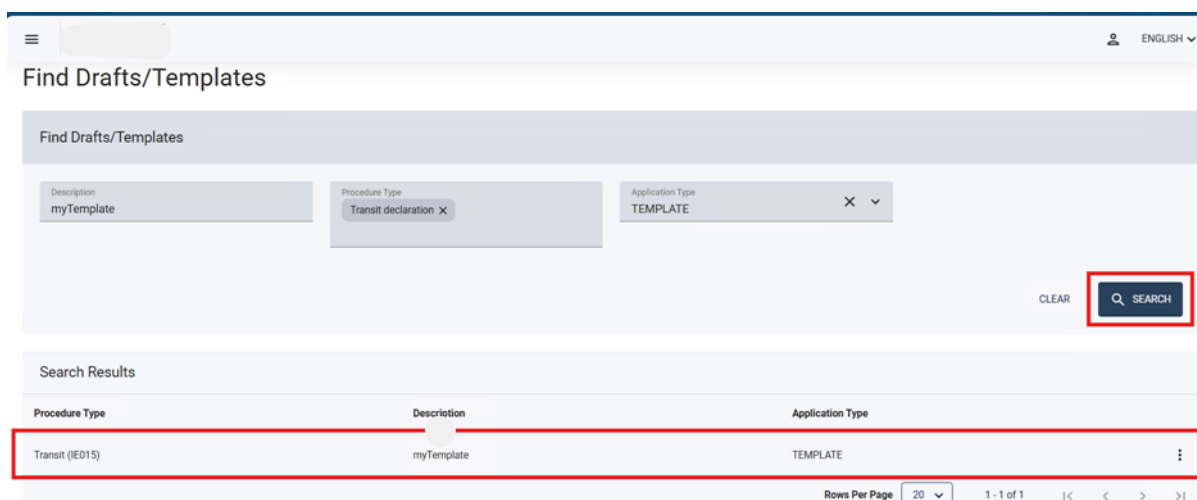 ENGLISH
Find Drafts/Templates
Find Drafts/Templates
Description
myTemplate
Procedure Type
Transit declaration
Application Type
TEMPLATE
CLEAR
SEARCH
Search Results
Procedure Type Description Application Type
Transit (IE015) myTemplate TEMPLATE
Rows Per Page 20 1 - 1 of 1